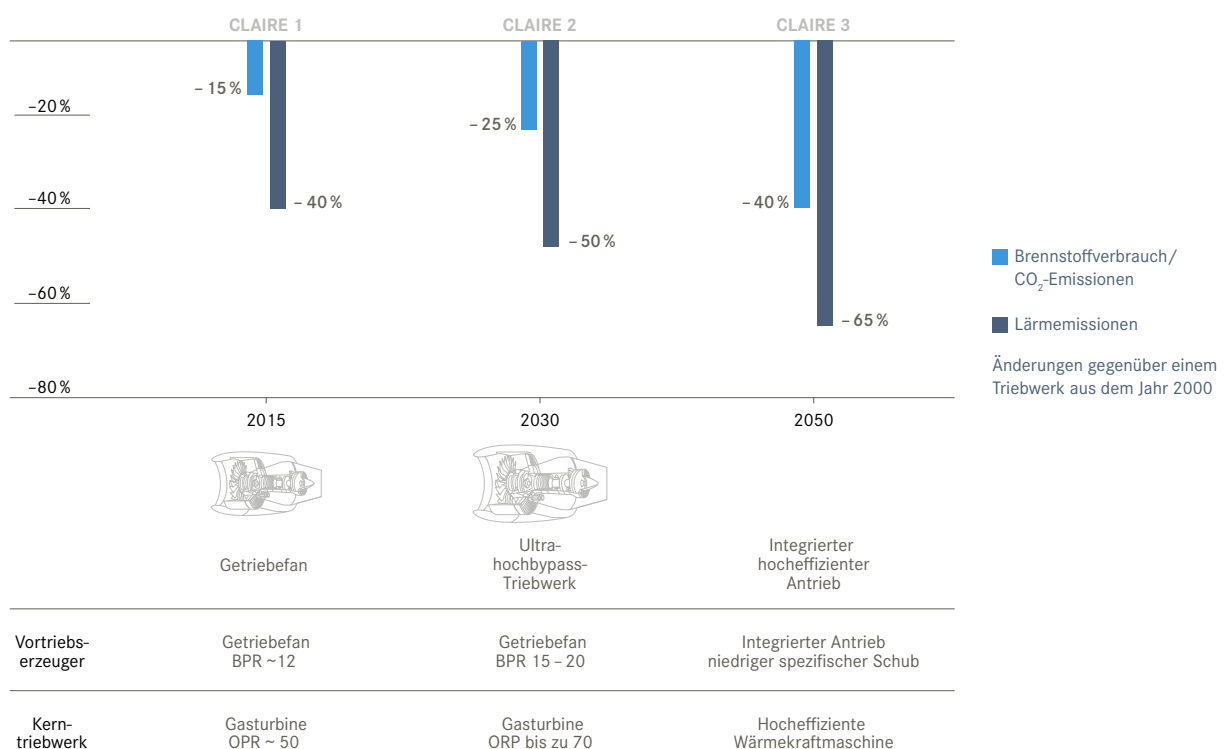 CLAIRE 1
CLAIRE 2
CLAIRE 3
– 15 %
– 40 %
– 25 %
– 50 %
– 40 %
– 65 %
–20 %
–40 %
–60 %
–80 %
Brennstoffverbrauch/
CO₂-Emissionen
Lärmemissionen
Änderungen gegenüber einem
Triebwerk aus dem Jahr 2000
2015
2030
2050
Getriebefan
Ultra-
hochbypass-
Triebwerk
Integrierter
hocheffizienter
Antrieb
Vortriebs-
erzeuger
Getriebefan
BPR ~12
Getriebefan
BPR 15 – 20
Integrierter Antrieb
niedriger spezifischer Schub
Kern-
triebwerk
Gasturbine
OPR ~ 50
Gasturbine
ORP bis zu 70
Hocheffiziente
Wärmekraftmaschine